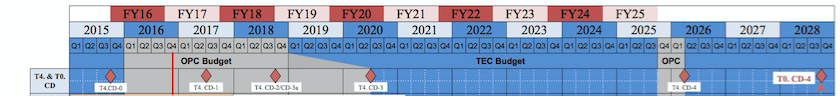 FY16 FY17 FY18 FY19 FY20 FY21 FY22 FY23 FY24 FY25
2015 2016 2017 2018 2019 2020 2021 2022 2023 2024 2025 2026 2027 2028
Q1 Q2 Q3 Q4 Q1 Q2 Q3 Q4 Q1 Q2 Q3 Q4 Q1 Q2 Q3 Q4 Q1 Q2 Q3 Q4 Q1 Q2 Q3 Q4 Q1 Q2 Q3 Q4 Q1 Q2 Q3 Q4 Q1 Q2 Q3 Q4 Q1 Q2 Q3 Q4 Q1 Q2 Q3 Q4 Q1 Q2 Q3 Q4 Q1 Q2 Q3 Q4 Q1 Q2 Q3 Q4
OPC Budget TEC Budget OPC
T4. & T0.
CD
T0. CD-4
T4.CD-0 T4.CD-1 T4.CD-2/CD-3a T4.CD-3 T4.CD-4